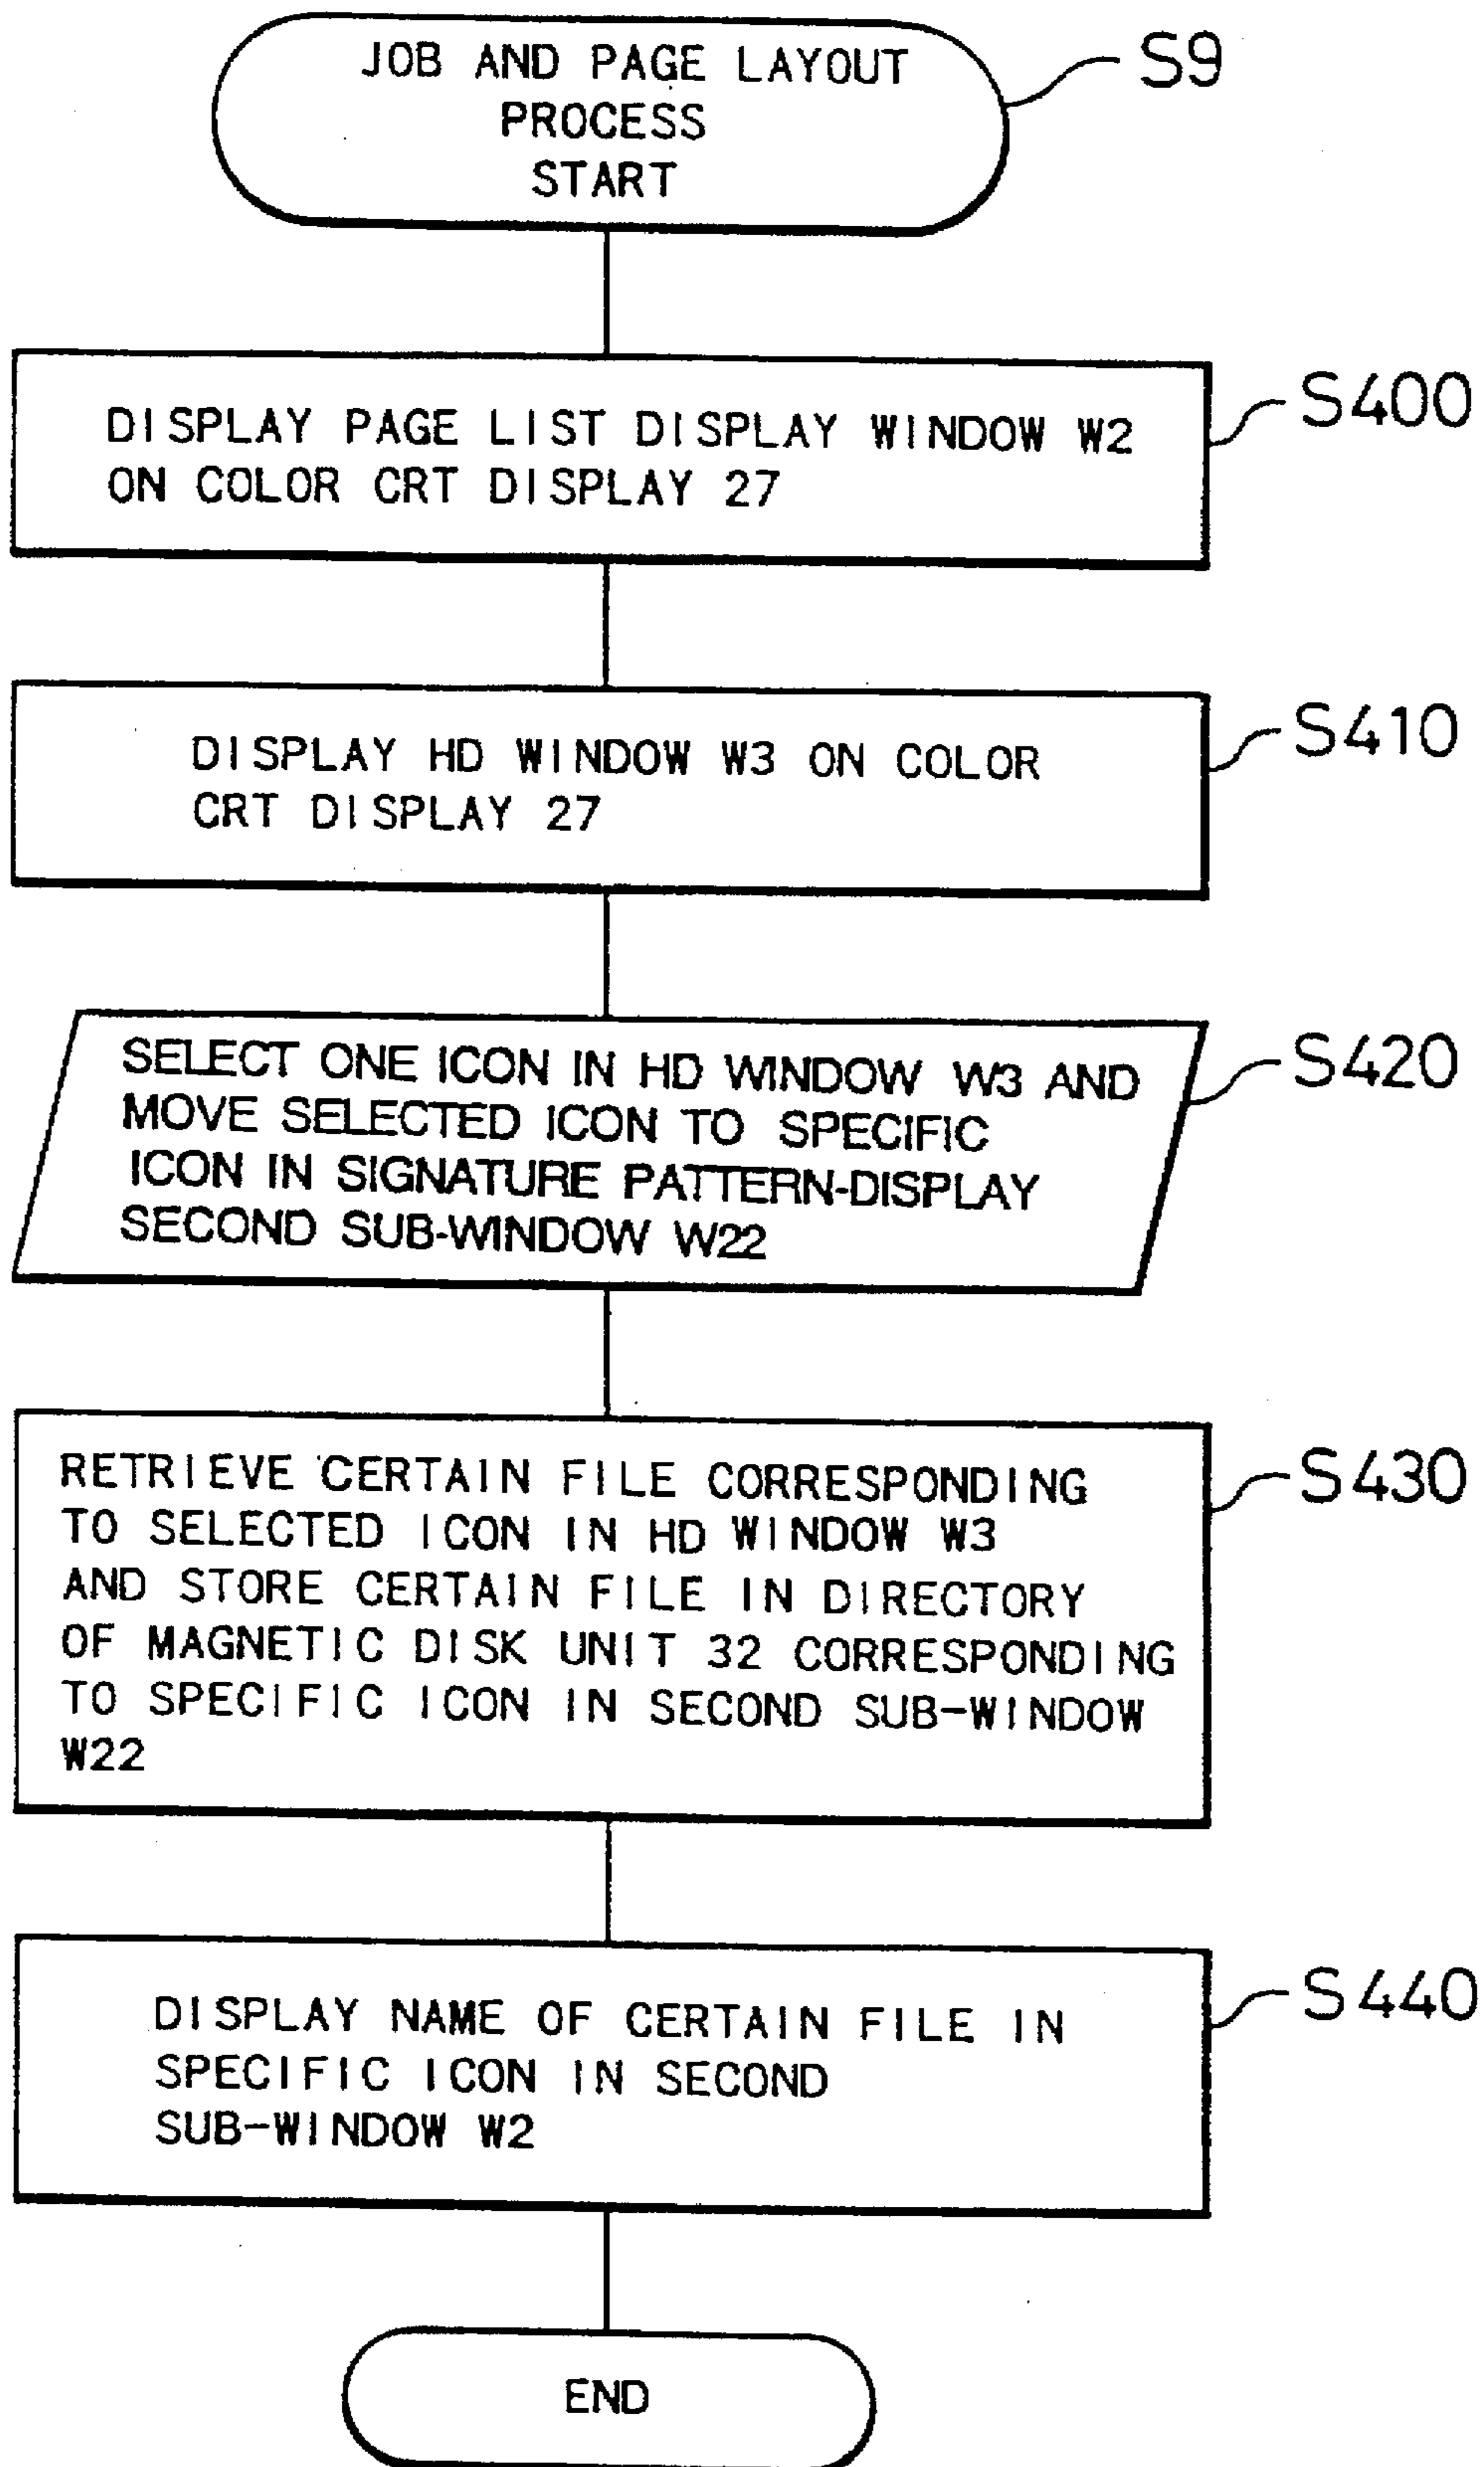 JOB AND PAGE LAYOUT
PROCESS
START
S9
DISPLAY PAGE LIST DISPLAY WINDOW W2
ON COLOR CRT DISPLAY 27
S400
DISPLAY HD WINDOW W3 ON COLOR
CRT DISPLAY 27
S410
SELECT ONE ICON IN HD WINDOW W3 AND
MOVE SELECTED ICON TO SPECIFIC
ICON IN SIGNATURE PATTERN-DISPLAY
SECOND SUB-WINDOW W22
S420
RETRIEVE CERTAIN FILE CORRESPONDING
TO SELECTED ICON IN HD WINDOW W3
AND STORE CERTAIN FILE IN DIRECTORY
OF MAGNETIC DISK UNIT 32 CORRESPONDING
TO SPECIFIC ICON IN SECOND SUB-WINDOW
W22
S430
DISPLAY NAME OF CERTAIN FILE IN
SPECIFIC ICON IN SECOND
SUB-WINDOW W2
S440
END